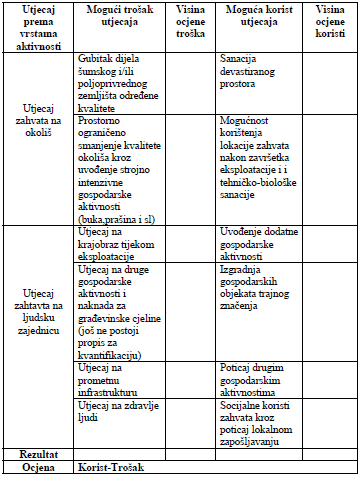 Utjecaj
prema
vrstama
aktivnosti
Mogući trošak
utjecaja
Visina
ocjene
troška
Moguća korist
utjecaja
Visina
ocjene
koristi
Utjecaj
zahvata na
okoliš
Gubitak dijela
šumskog i/ili
poljoprivrednog
zemljišta određene
kvalitete
Sanacija
devastiranog
prostora
Prostorno
ograničeno
smanjenje kvalitete
okoliša kroz
uvođenje strojno
intenzivne
gospodarske
aktivnosti
(buka,prašina i sl)
Mogućnost
korištenja
lokacije zahvata
nakon završetka
eksploatacije i i
tehničko-biološke
sanacije
Utjecaj
zahtavta na
ljudsku
zajednicu
Utjecaj na
krajobraz tijekom
eksploatacije
Uvođenje dodatne
gospodarske
aktivnosti
Utjecaj na druge
gospodarske
aktivnosti i
naknada za
građevinske cjeline
(još ne postoji
propis za
kvantifikaciju)
Izgradnja
gospodarskih
objekata trajnog
značenja
Utjecaj na
prometnu
infrastrukturu
Poticaj drugim
gospodarskim
aktivnostima
Utjecaj na zdravlje
ljudi
Socijalne koristi
zahvata kroz
poticaj lokalnom
zapošljavanju
Rezultat
Ocjena
Korist-Trošak